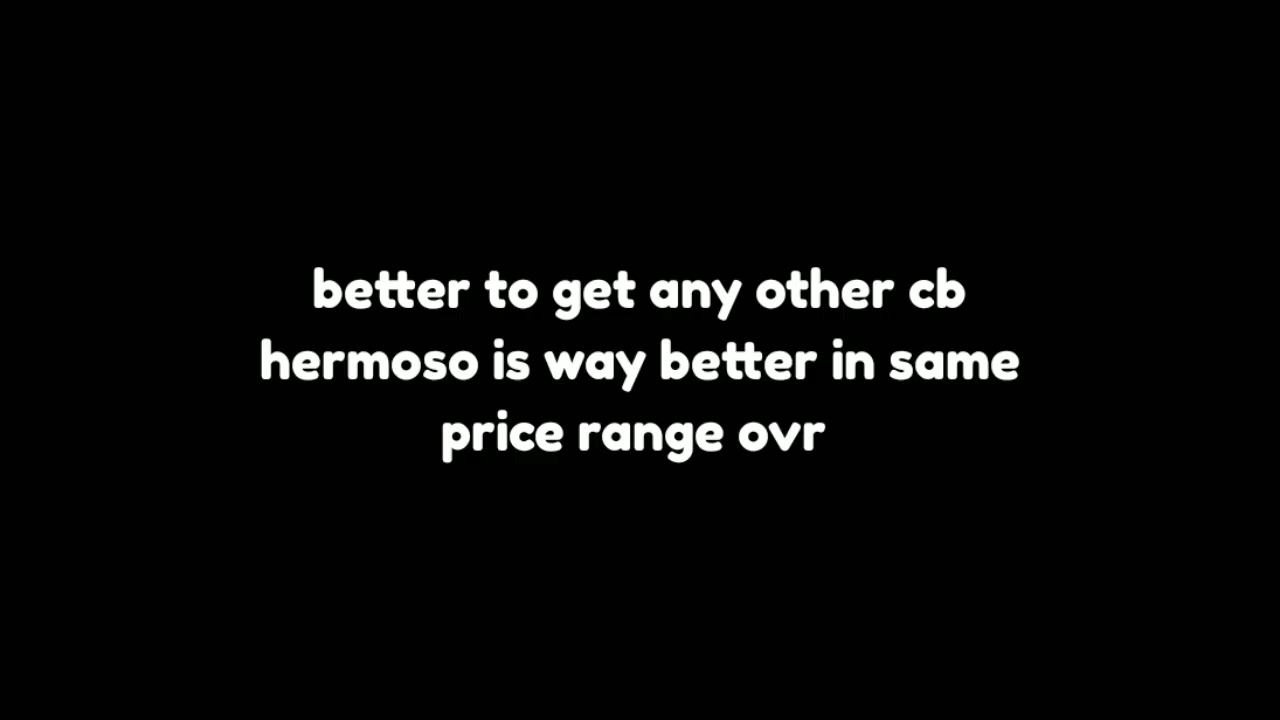 better to get any other cb
hermoso is way better in same
price range ovr